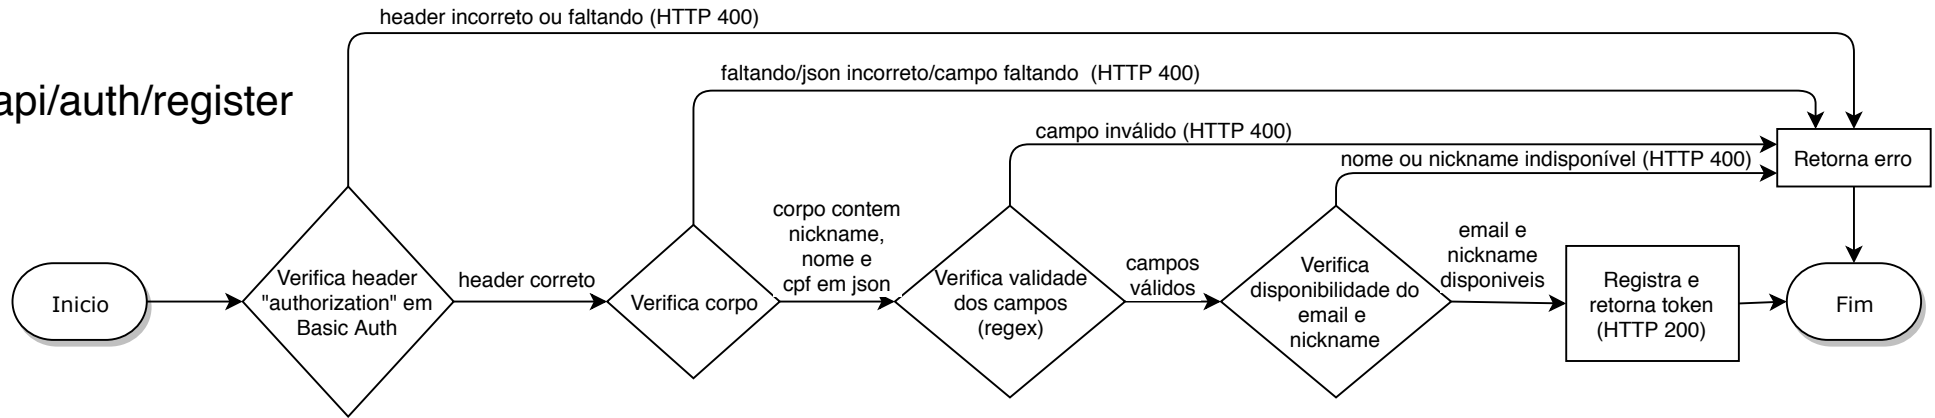 header incorreto ou faltando (HTTP 400)
faltando/json incorreto/campo faltando (HTTP 400)
api/auth/register
campo inválido (HTTP 400)
nome ou nickname indisponível (HTTP 400)
Retorna erro
Inicio
Verifica header
"authorization" em
Basic Auth
header correto
Verifica corpo
corpo contem
nickname,
nome e
cpf em json
Verifica validade
dos campos
(regex)
campos
válidos
Verifica
disponibilidade do
email e
nickname
email e
nickname
disponiveis
Registra e
retorna token
(HTTP 200)
Fim